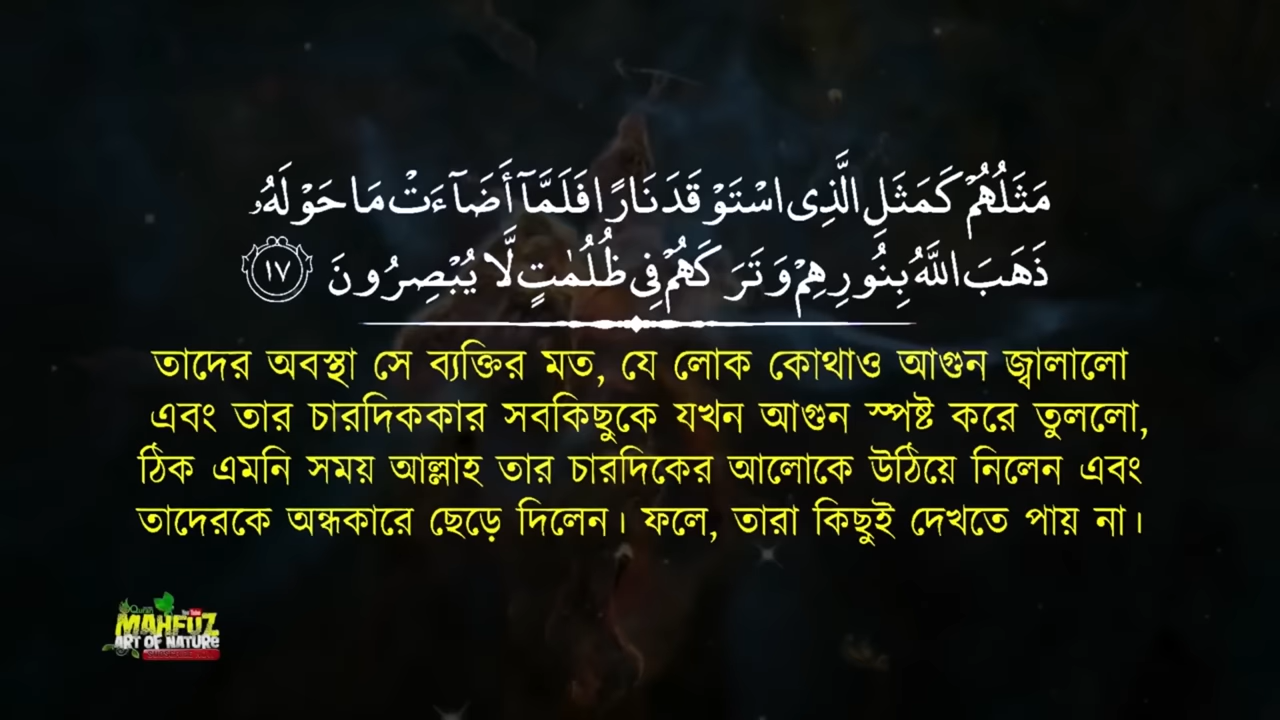 مَثَلُهُمْ كَمَثَلِ الَّذِى اسْتَوْقَدَ نَارًا فَلَمَّآ أَضَآءَتْ مَا حَوْلَهُۥ
ذَهَبَ اللَّهُ بِنُورِهِمْ وَتَرَكَهُمْ فِى ظُلُمٰتٍ لَّا يُبْصِرُونَ ١٧
তাদের অবস্থা সে ব্যক্তির মত, যে লোক কোথাও আগুন জ্বালালো
এবং তার চারদিককার সবকিছুকে যখন আগুন স্পষ্ট করে তুললো,
ঠিক এমনি সময় আল্লাহ তার চারদিকের আলোকে উঠিয়ে নিলেন এবং
তাদেরকে অন্ধকারে ছেড়ে দিলেন। ফলে, তারা কিছুই দেখতে পায় না।
MAHFUZ
ART OF NATURE